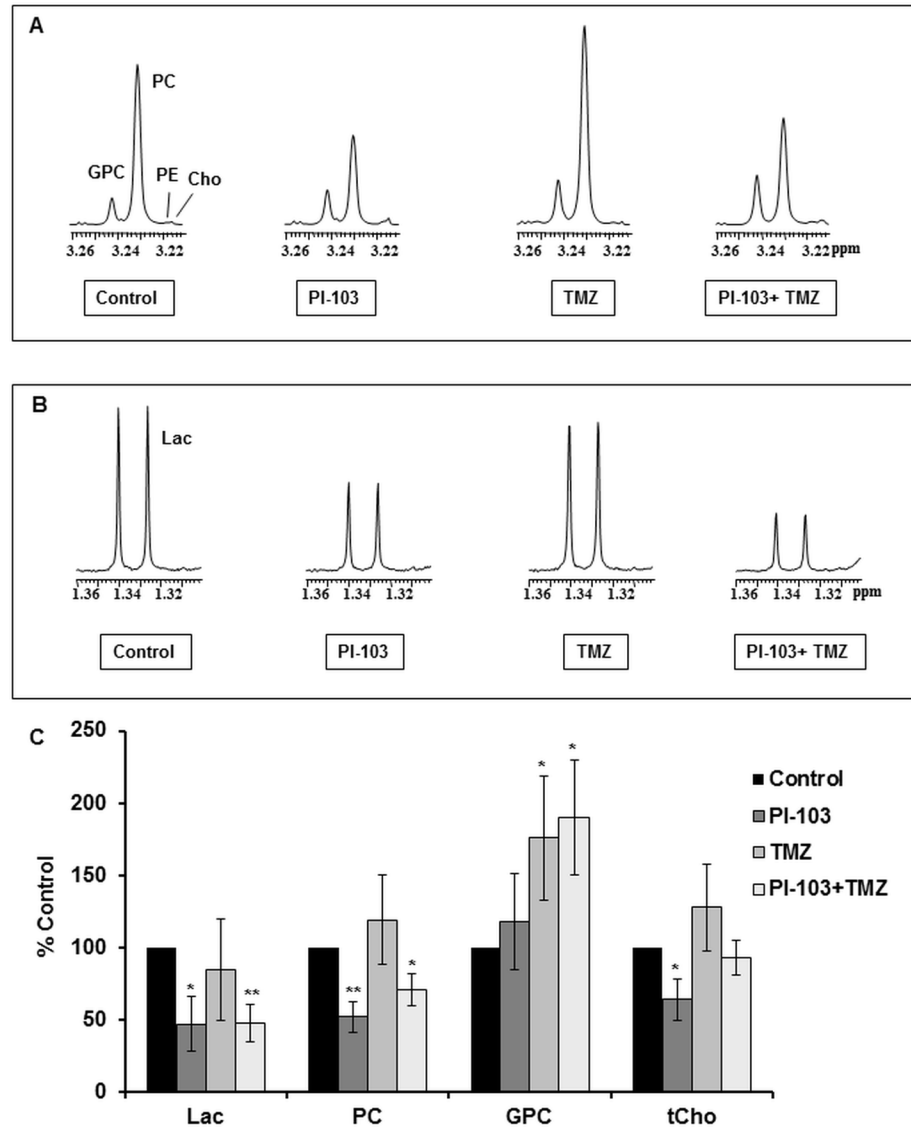 A
PC
GPC
PE
Cho
3.26 3.24 3.22
3.26 3.24 3.22
3.26 3.24 3.22
3.26 3.24 3.22 ppm
Control
PI-103
TMZ
PI-103+ TMZ
B
Lac
1.36 1.34 1.32
1.36 1.34 1.32
1.36 1.34 1.32
1.36 1.34 1.32 ppm
Control
PI-103
TMZ
PI-103+ TMZ
C
% Control
250
200
150
100
50
0
* ** ** * * * *
Control
PI-103
TMZ
PI-103+TMZ
Lac PC GPC tCho